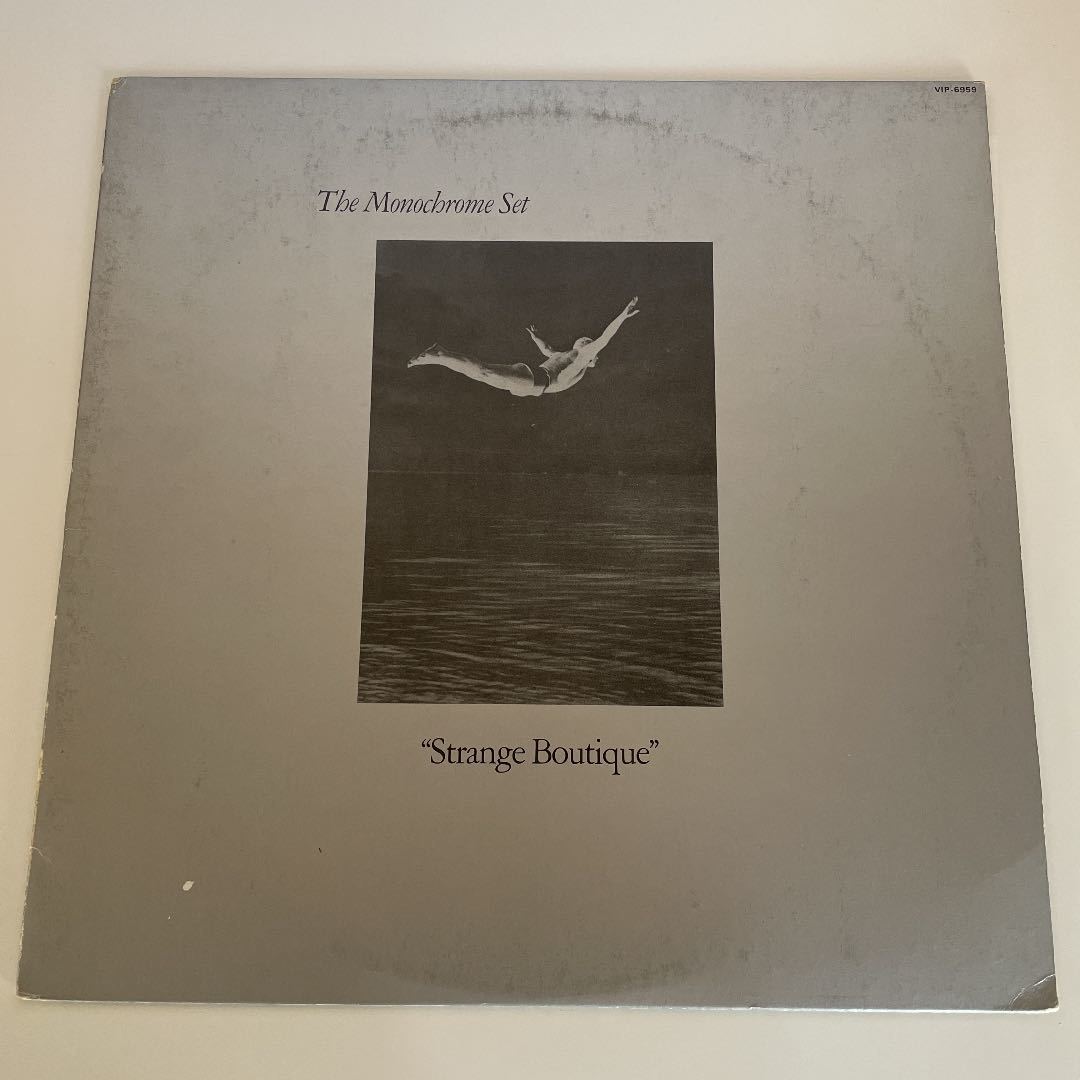 VIP-6959
The Monochrome Set
“Strange Boutique”